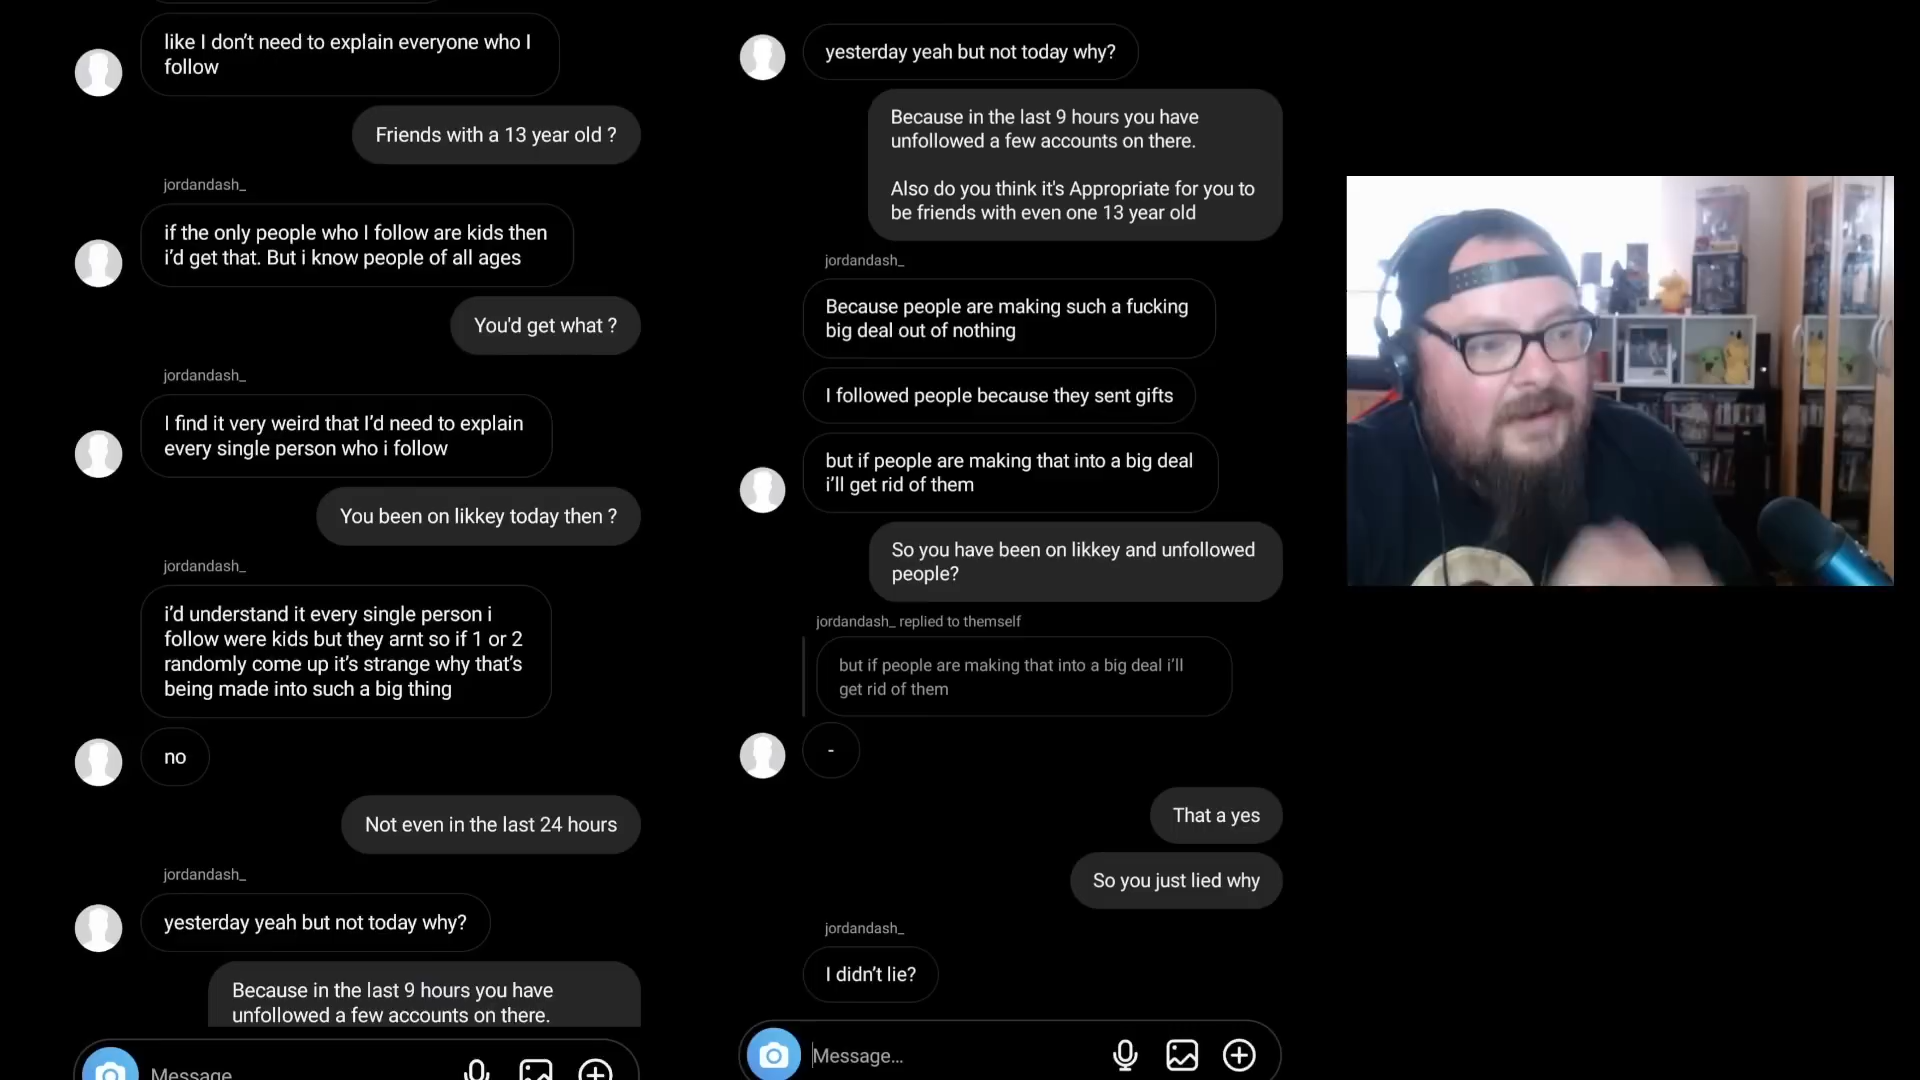 like I don't need to explain everyone who I
follow
Friends with a 13 year old ?
jordandash_
if the only people who I follow are kids then
i'd get that. But i know people of all ages
You'd get what ?
jordandash_
I find it very weird that I'd need to explain
every single person who i follow
You been on likkey today then ?
jordandash_
i'd understand it every single person i
follow were kids but they arnt so if 1 or 2
randomly come up it's strange why that's
being made into such a big thing
no
Not even in the last 24 hours
jordandash_
yesterday yeah but not today why?
Because in the last 9 hours you have
unfollowed a few accounts on there.
Message
yesterday yeah but not today why?
Because in the last 9 hours you have
unfollowed a few accounts on there.
Also do you think it's Appropriate for you to
be friends with even one 13 year old
jordandash_
Because people are making such a fucking
big deal out of nothing
I followed people because they sent gifts
but if people are making that into a big deal
i'll get rid of them
So you have been on likkey and unfollowed
people?
jordandash_ replied to themself
but if people are making that into a big deal i'll
get rid of them
-
That a yes
So you just lied why
jordandash_
I didn't lie?
Message...